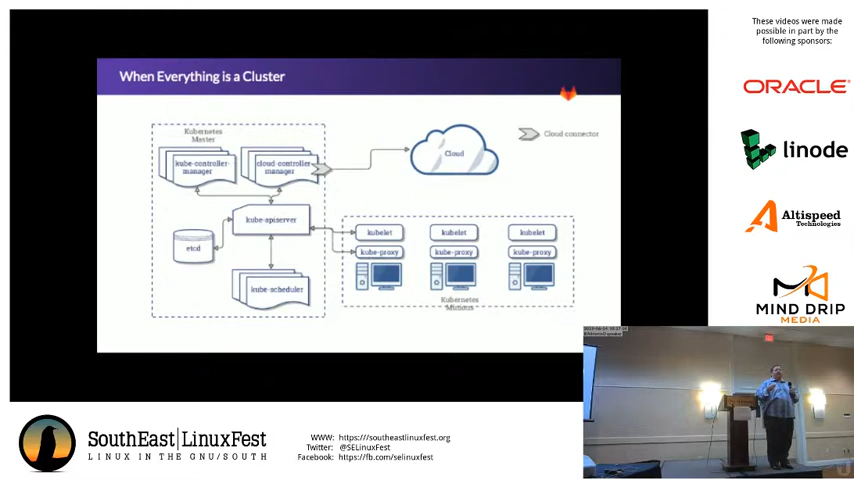 These videos were made
possible in part by the
following sponsors:
ORACLE
linode
Altispeed
Technologies
MIND DRIP
MEDIA
When Everything is a Cluster
Kubernetes
Master
kube-controller-
manager
cloud-controller
manager
Cloud
Cloud connector
kube-apiserver
etcd
kube-scheduler
kubelet
kubelet
kubelet
kube-proxy
kube-proxy
kube-proxy
Kubernetes
Minions
SouthEast|LinuxFest
LINUX IN THE GNU/SOUTH
WWW: https://southeastlinuxfest.org
Twitter: @SELinuxFest
Facebook: https://fb.com/selinuxfest